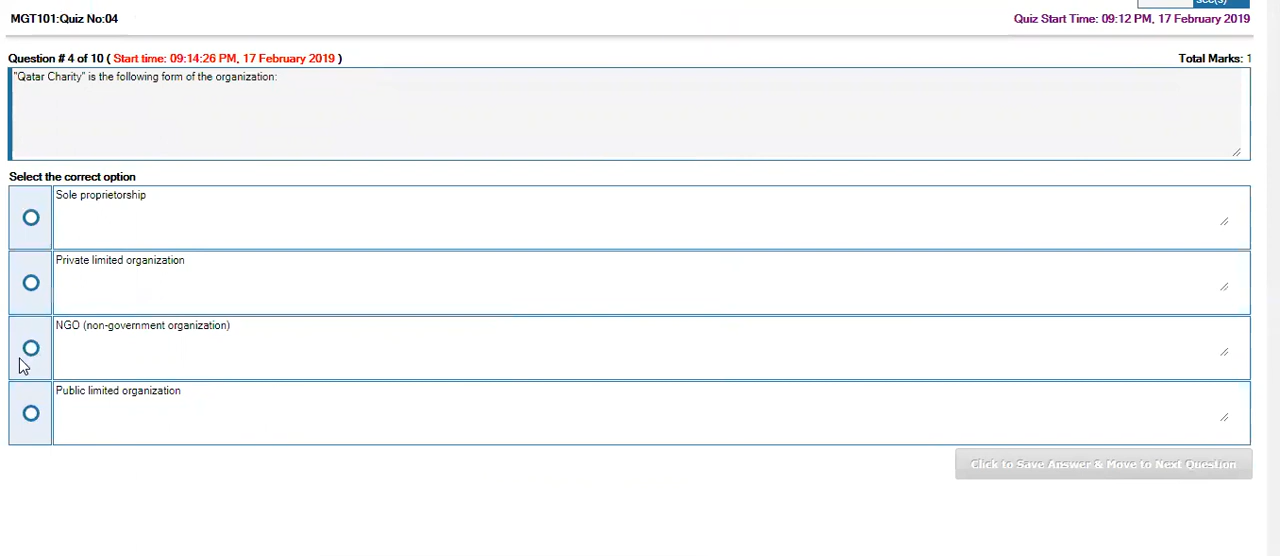 sec(s)
MGT101:Quiz No:04
Quiz Start Time: 09:12 PM, 17 February 2019
Question # 4 of 10 ( Start time: 09:14:26 PM, 17 February 2019 )
Total Marks: 1
"Qatar Charity" is the following form of the organization:
Select the correct option
Sole proprietorship
Private limited organization
NGO (non-government organization)
Public limited organization
Click to Save Answer & Move to Next Question